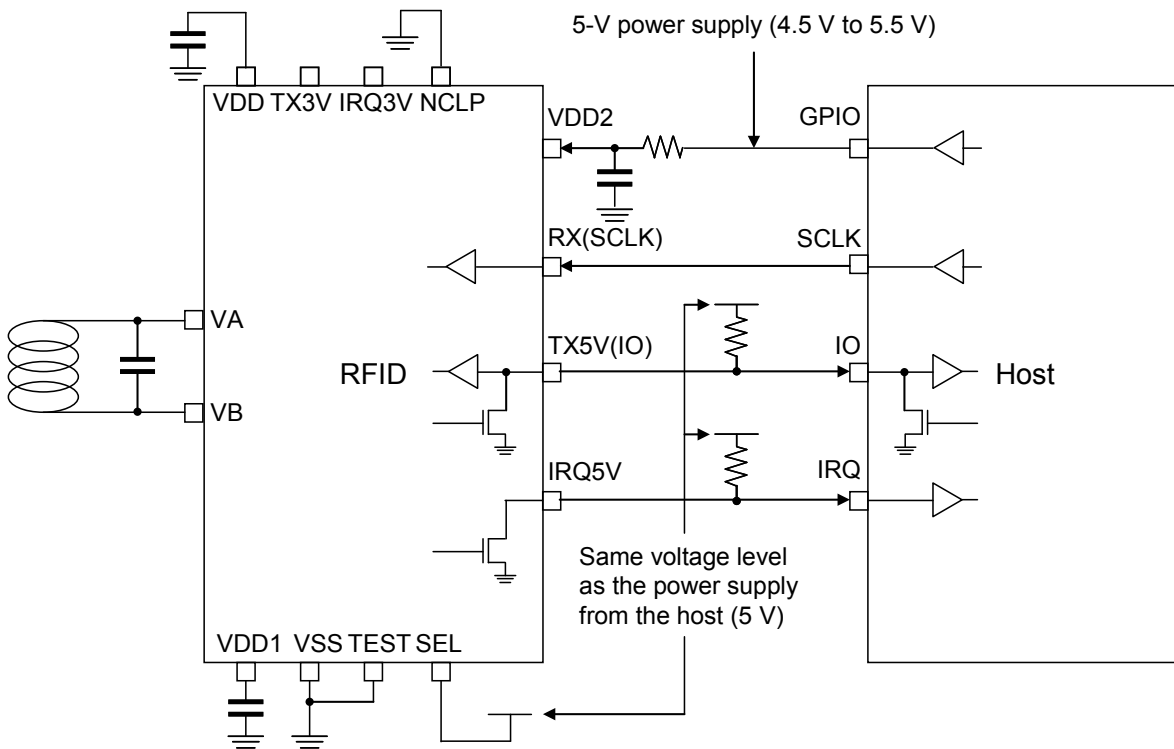 5-V power supply (4.5 V to 5.5 V)
VDD TX3V IRQ3V NCLP
VDD2
GPIO
RX(SCLK)
SCLK
VA
TX5V(IO)
IO
RFID
Host
VB
IRQ5V
IRQ
Same voltage level
as the power supply
from the host (5 V)
VDD1 VSS TEST SEL